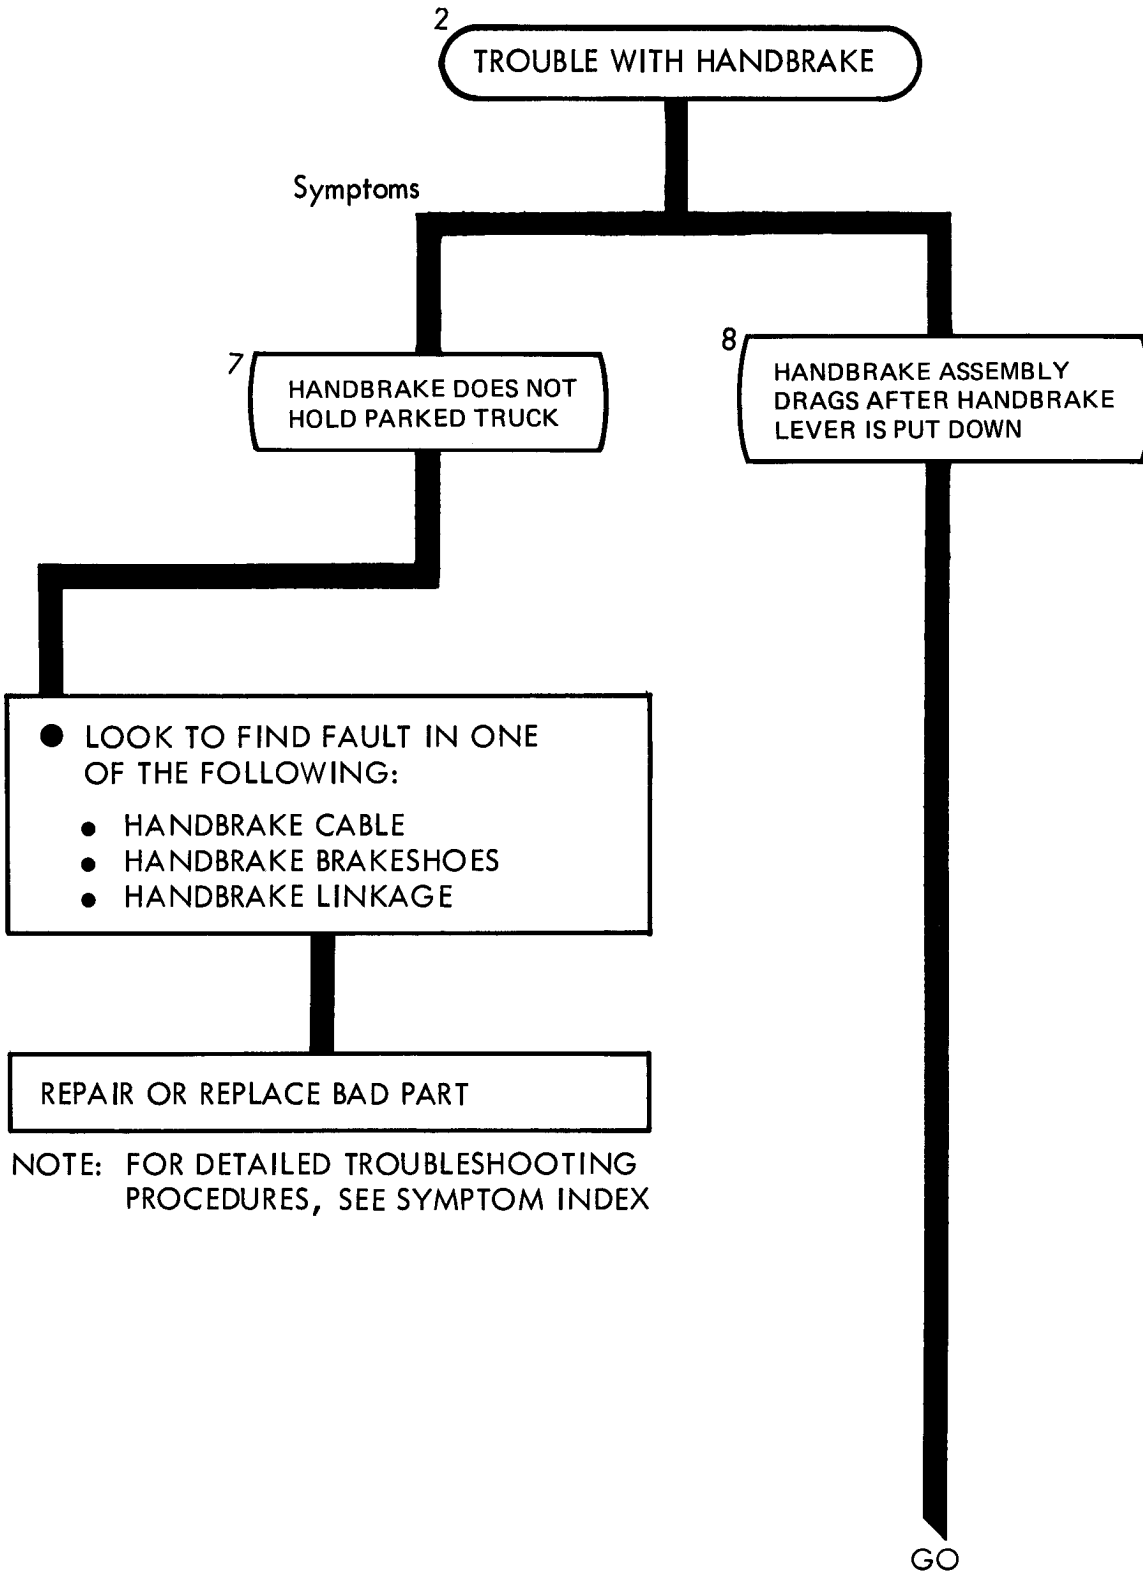 2
TROUBLE WITH HANDBRAKE
Symptoms
7
HANDBRAKE DOES NOT
HOLD PARKED TRUCK
8
HANDBRAKE ASSEMBLY
DRAGS AFTER HANDBRAKE
LEVER IS PUT DOWN
● LOOK TO FIND FAULT IN ONE
OF THE FOLLOWING:
● HANDBRAKE CABLE
● HANDBRAKE BRAKESHOES
● HANDBRAKE LINKAGE
REPAIR OR REPLACE BAD PART
NOTE: FOR DETAILED TROUBLESHOOTING
PROCEDURES, SEE SYMPTOM INDEX
GO